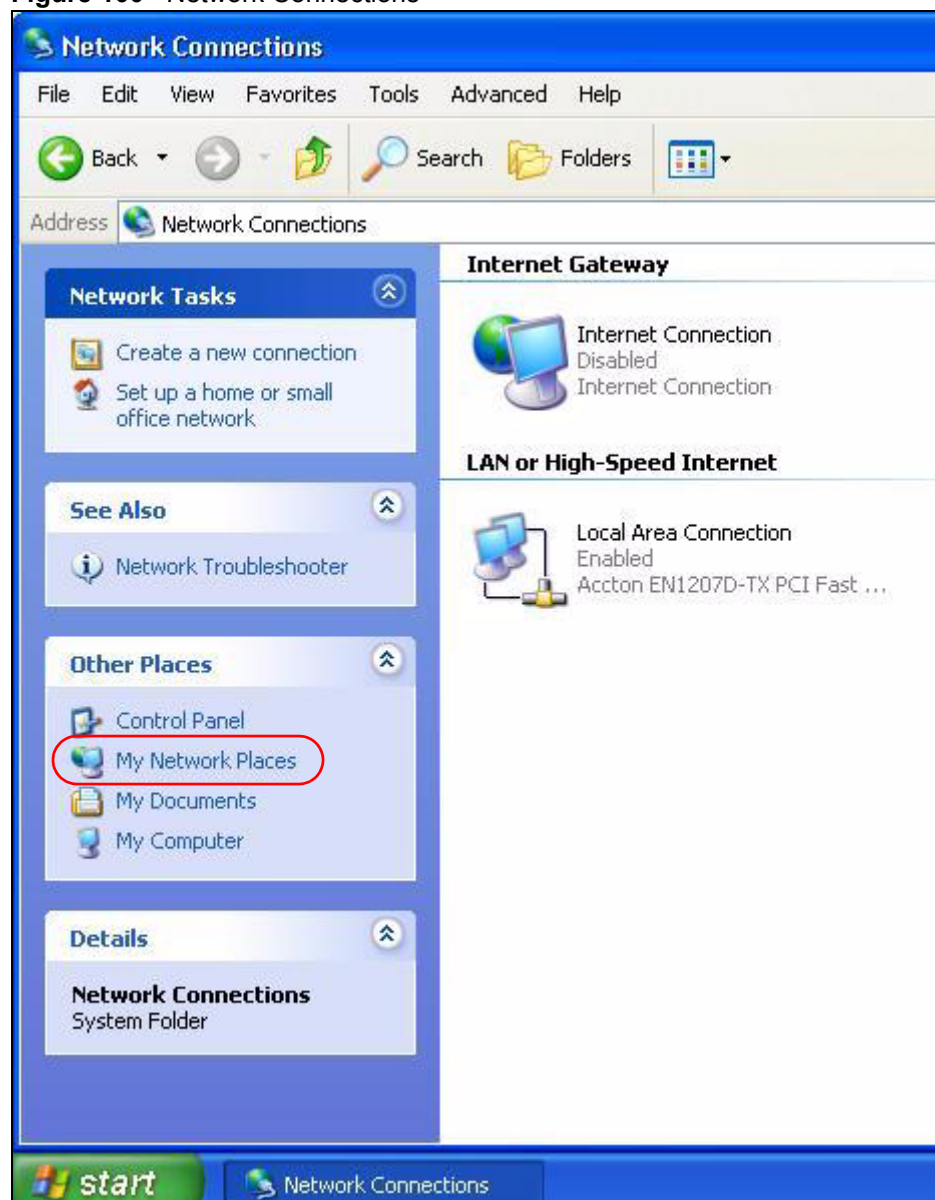 Network Connections
Network Connections
File Edit View Favorites Tools Advanced Help
Back Search Folders
Address Network Connections
Network Tasks
Create a new connection
Set up a home or small
office network
See Also
Network Troubleshooter
Other Places
Control Panel
My Network Places
My Documents
My Computer
Details
Network Connections
System Folder
Internet Gateway
Internet Connection
Disabled
Internet Connection
LAN or High-Speed Internet
Local Area Connection
Enabled
Accton EN1207D-TX PCI Fast ...
start
Network Connections